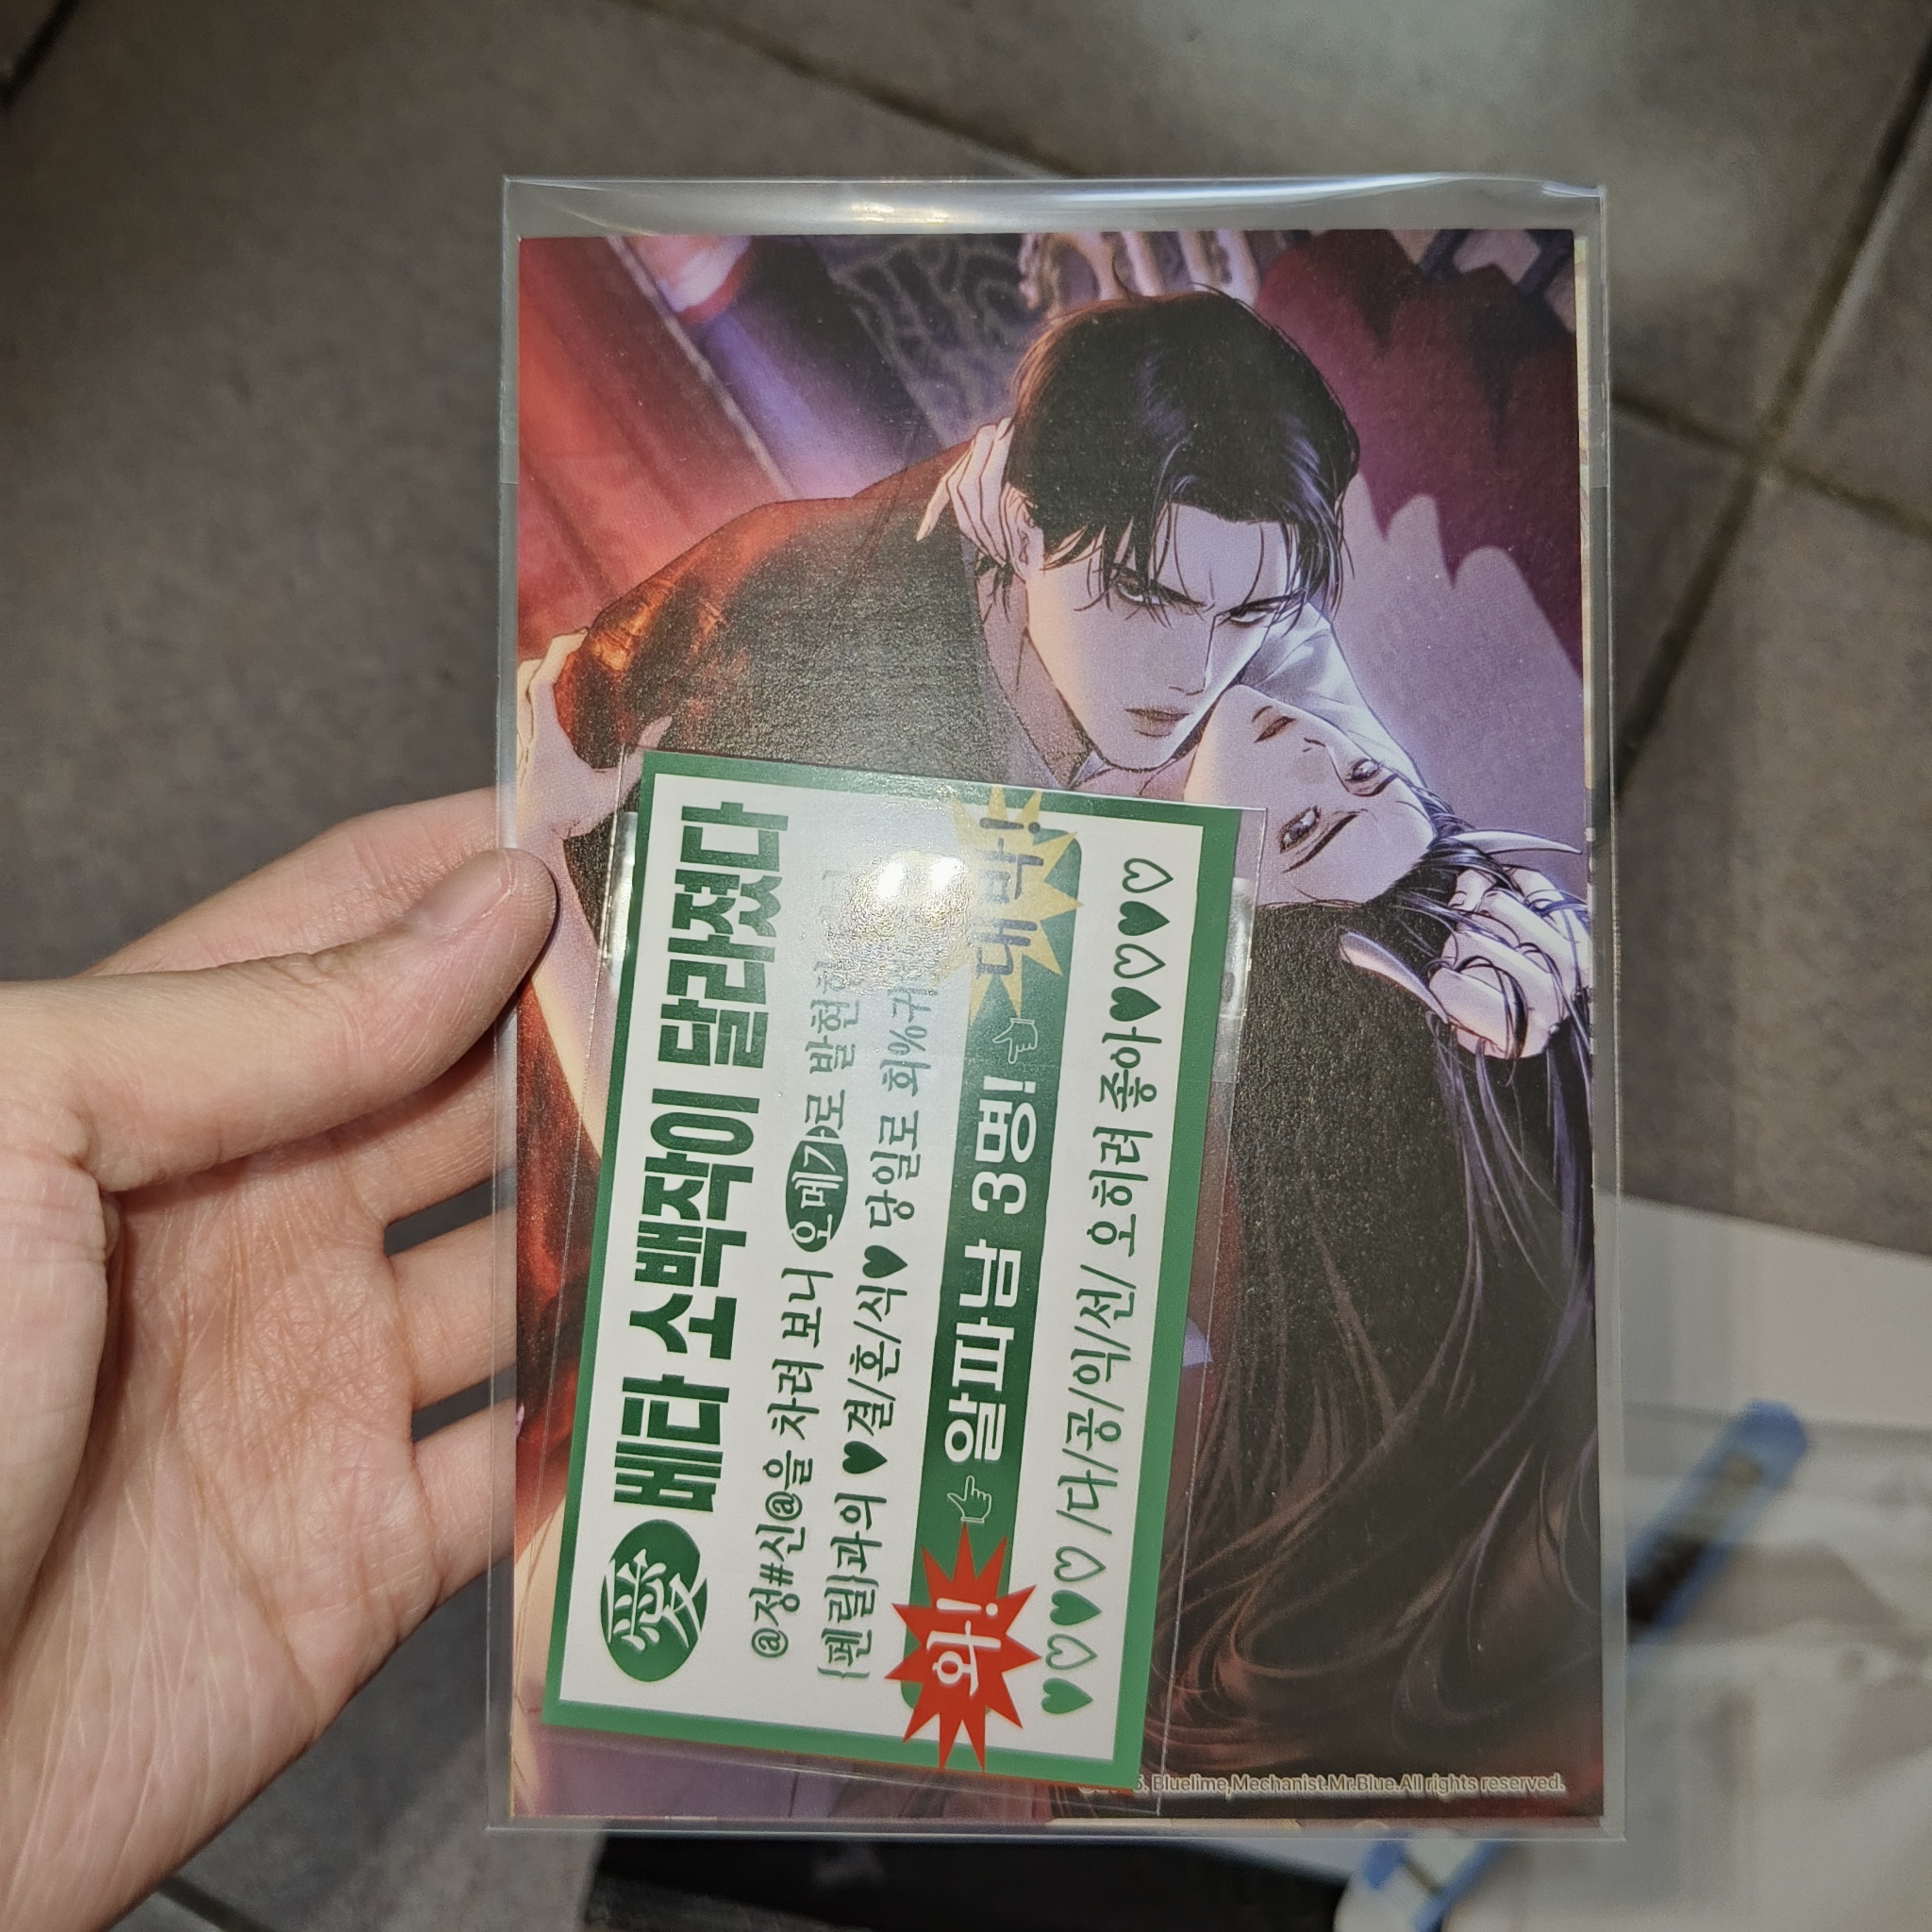 愛 베타 소백작이 달라졌다
@정#신@을 차려 보니 오메가로 발현한
{펜릴}과의 ♥결/혼/식♥ 당일로 회%귀
와! 👉 알파남 3명! 👈 대박!
♥♡♥♡ /다/공/익/선/ 오히려 좋아♥♡♥♡
Bluelime,Mechanist.Mr.Blue.All rights reserved.